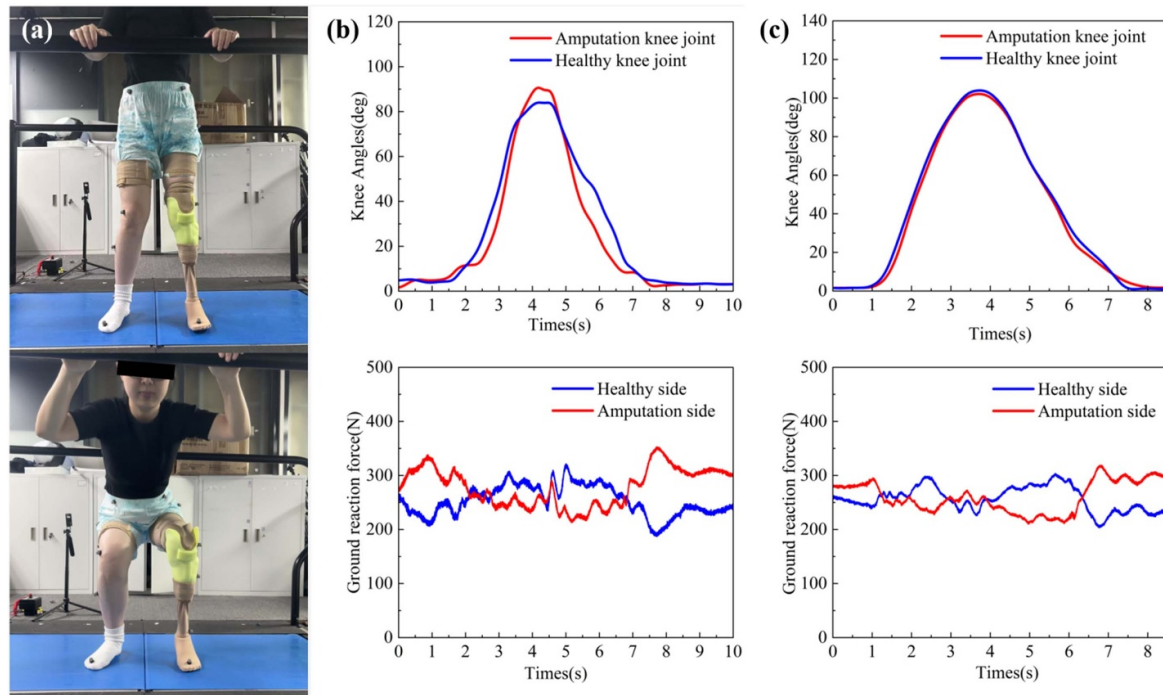 (a)
(b)
120
100
80
60
40
20
0
Knee Angles(deg)
Amputation knee joint
Healthy knee joint
0 1 2 3 4 5 6 7 8 9 10
Times(s)
(c)
140
120
100
80
60
40
20
0
Knee Angles(deg)
Amputation knee joint
Healthy knee joint
0 1 2 3 4 5 6 7 8
Times(s)
500
400
300
200
100
0
Ground reaction force(N)
Healthy side
Amputation side
0 1 2 3 4 5 6 7 8 9 10
Times(s)
500
400
300
200
100
0
Ground reaction force(N)
Healthy side
Amputation side
0 1 2 3 4 5 6 7 8
Times(s)